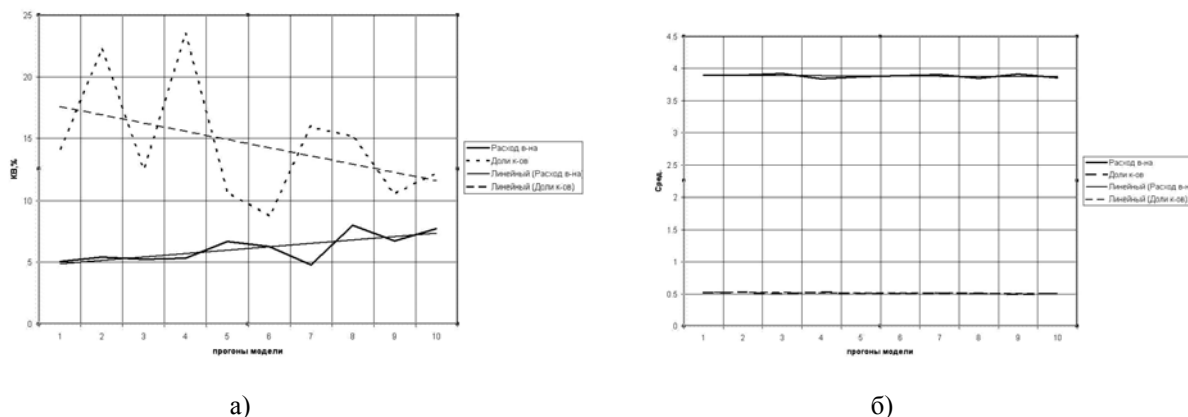 25
20
15
10
5
0
КВ,%
1 2 3 4 5 6 7 8 9 10
прогоны модели
Расход в-на
Доли к-ов
Линейный (Расход в-на)
Линейный (Доли к-ов)
а)
4.5
4
3.5
3
2.5
2
1.5
1
0.5
0
Сред.
1 2 3 4 5 6 7 8 9 10
прогоны модели
Расход в-на
Доли к-ов
Линейный (Расход в-н
Линейный (Доли к-ов)
б)